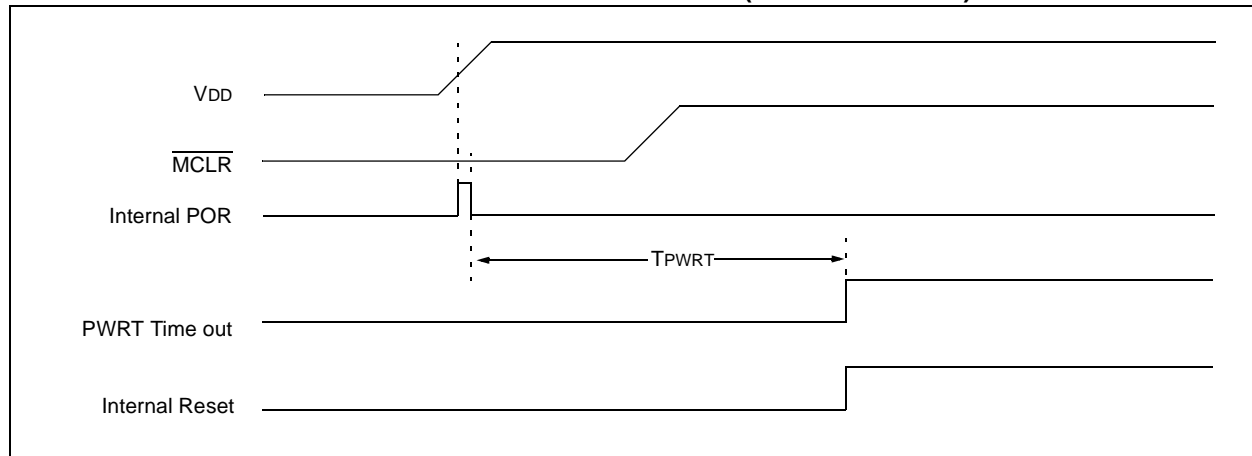 VDD
MCLR
Internal POR
TPWRT
PWRT Time out
Internal Reset